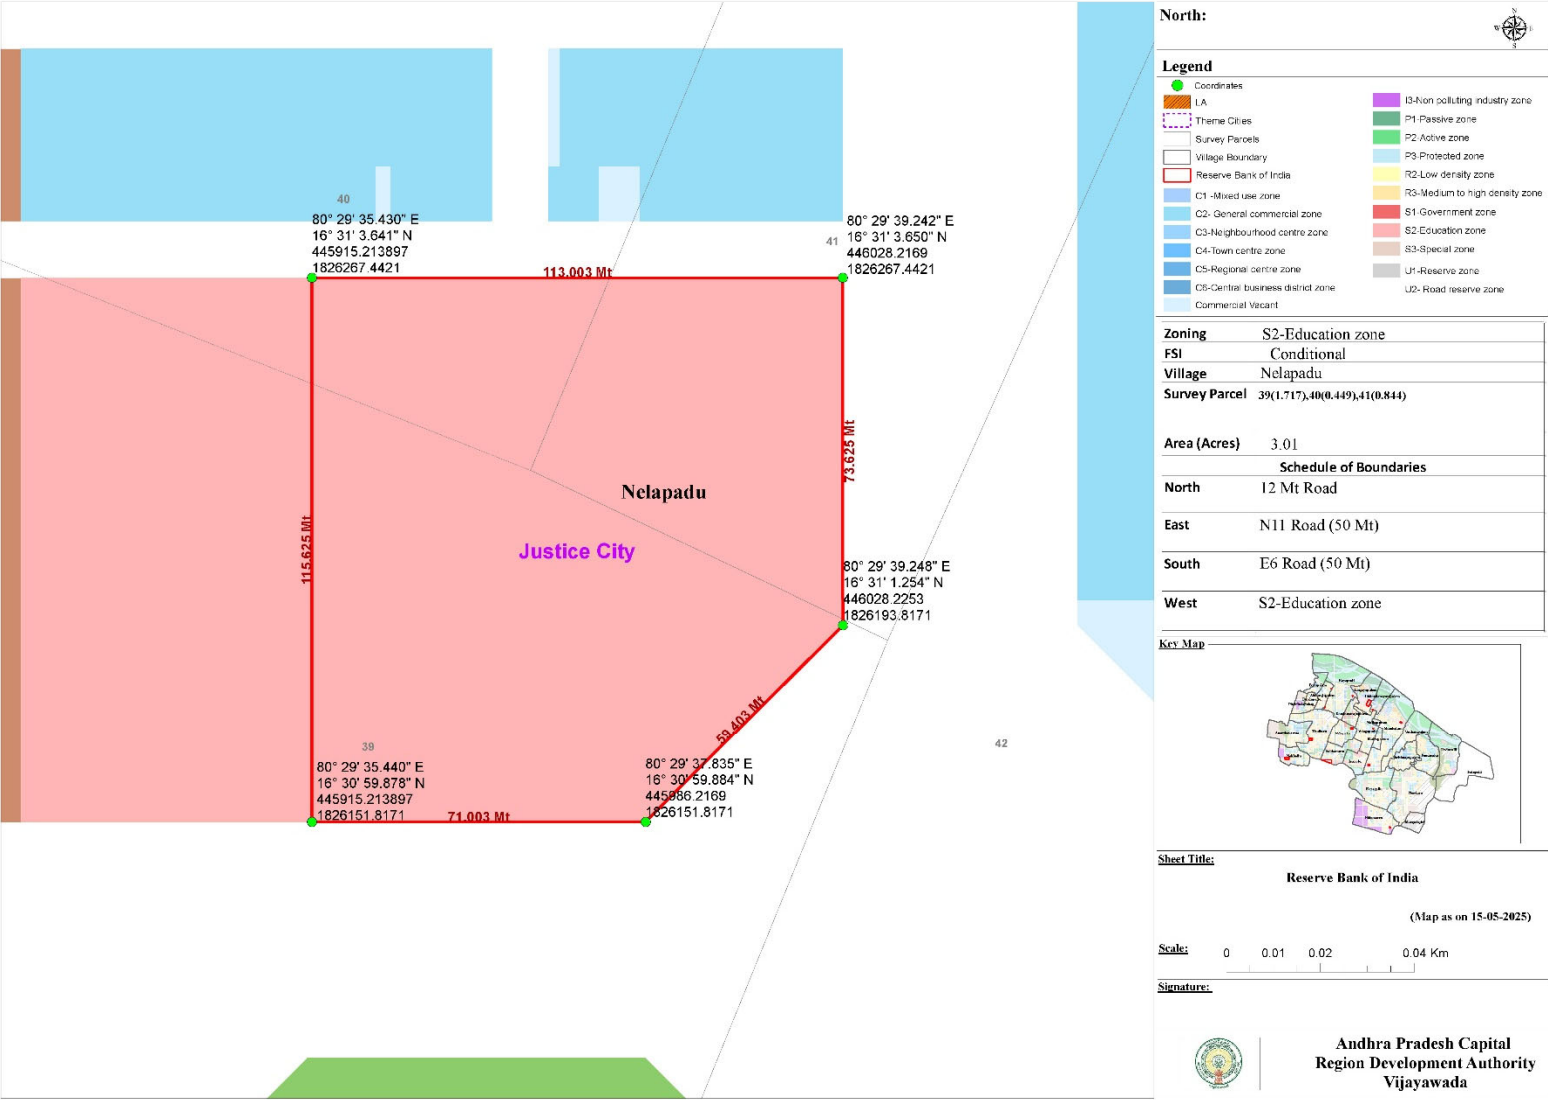 40
80° 29' 35.430" E
16° 31' 3.641" N
445915.213897
1826267.4421
80° 29' 39.242" E
41
16° 31' 3.650" N
446028.2169
1826267.4421
113.003 Mt
73.625 Mt
Nelapadu
115.625 Mt
Justice City
80° 29' 39.248" E
16° 31' 1.254" N
446028.2253
1826193.8171
59.403 Mt
39
80° 29' 35.440" E
16° 30' 59.878" N
445915.213897
1826151.8171
80° 29' 37.835" E
16° 30' 59.884" N
445986.2169
1826151.8171
71.003 Mt
42
North:
N
W E
S
Legend
Coordinates
LA
Theme Cities
Survey Parcels
Village Boundary
Reserve Bank of India
C1 -Mixed use zone
C2- General commercial zone
C3-Neighbourhood centre zone
C4-Town centre zone
C5-Regional centre zone
C6-Central business district zone
Commercial Vacant
I3-Non polluting industry zone
P1-Passive zone
P2-Active zone
P3-Protected zone
R2-Low density zone
R3-Medium to high density zone
S1-Government zone
S2-Education zone
S3-Special zone
U1-Reserve zone
U2- Road reserve zone
Zoning S2-Education zone
FSI Conditional
Village Nelapadu
Survey Parcel 39(1.717),40(0.449),41(0.844)
Area (Acres) 3.01
Schedule of Boundaries
North 12 Mt Road
East N11 Road (50 Mt)
South E6 Road (50 Mt)
West S2-Education zone
Key Map
Sheet Title:
Reserve Bank of India
(Map as on 15-05-2025)
Scale: 0 0.01 0.02 0.04 Km
Signature:
Andhra Pradesh Capital
Region Development Authority
Vijayawada